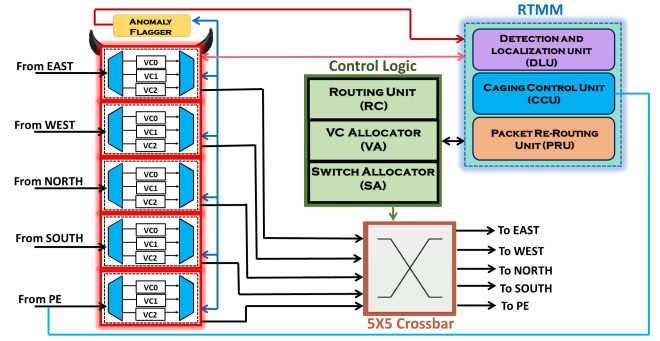 RTMM
ANOMALY
FLAGGER
DETECTION AND
LOCALIZATION UNIT
(DLU)
CAGING CONTROL UNIT
(CCU)
PACKET RE-ROUTING
UNIT (PRU)
Control Logic
ROUTING UNIT
(RC)
VC ALLOCATOR
(VA)
SWITCH ALLOCATOR
(SA)
From EAST
VC0
VC1
VC2
From WEST
VC0
VC1
VC2
From NORTH
VC0
VC1
VC2
From SOUTH
VC0
VC1
VC2
From PE
VC0
VC1
VC2
To EAST
To WEST
To NORTH
To SOUTH
To PE
5X5 Crossbar